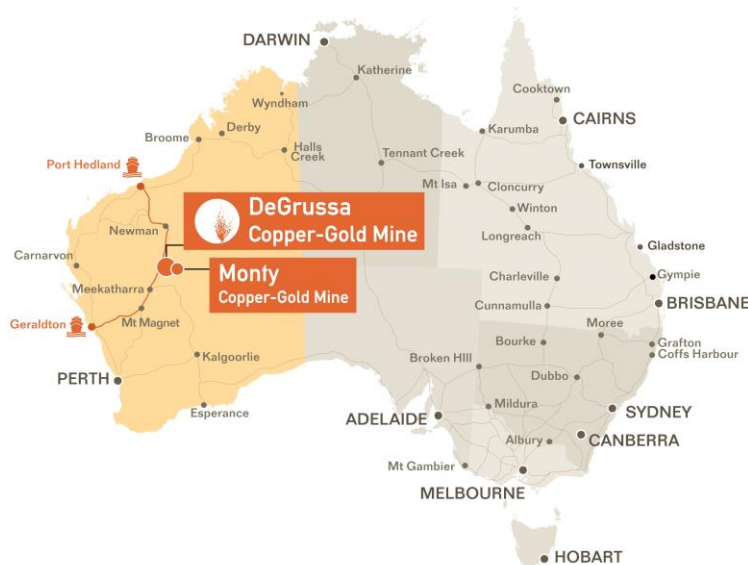 DARWIN
Katherine
Cooktown
Wyndham
CAIRNS
Karumba
Derby
Broome
Halls
Creek
Tennant Creek
Port Hedland
Townsville
Mt Isa
Cloncurry
DeGrussa
Copper-Gold Mine
Winton
Newman
Longreach
Gladstone
Carnarvon
Monty
Copper-Gold Mine
Charleville
Gympie
Meekatharra
Cunnamulla
BRISBANE
Geraldton
Mt Magnet
Moree
Bourke
Grafton
Coffs Harbour
Kalgoorlie
Broken HIll
PERTH
Dubbo
Esperance
Mildura
SYDNEY
ADELAIDE
Albury
CANBERRA
Mt Gambier
MELBOURNE
HOBART